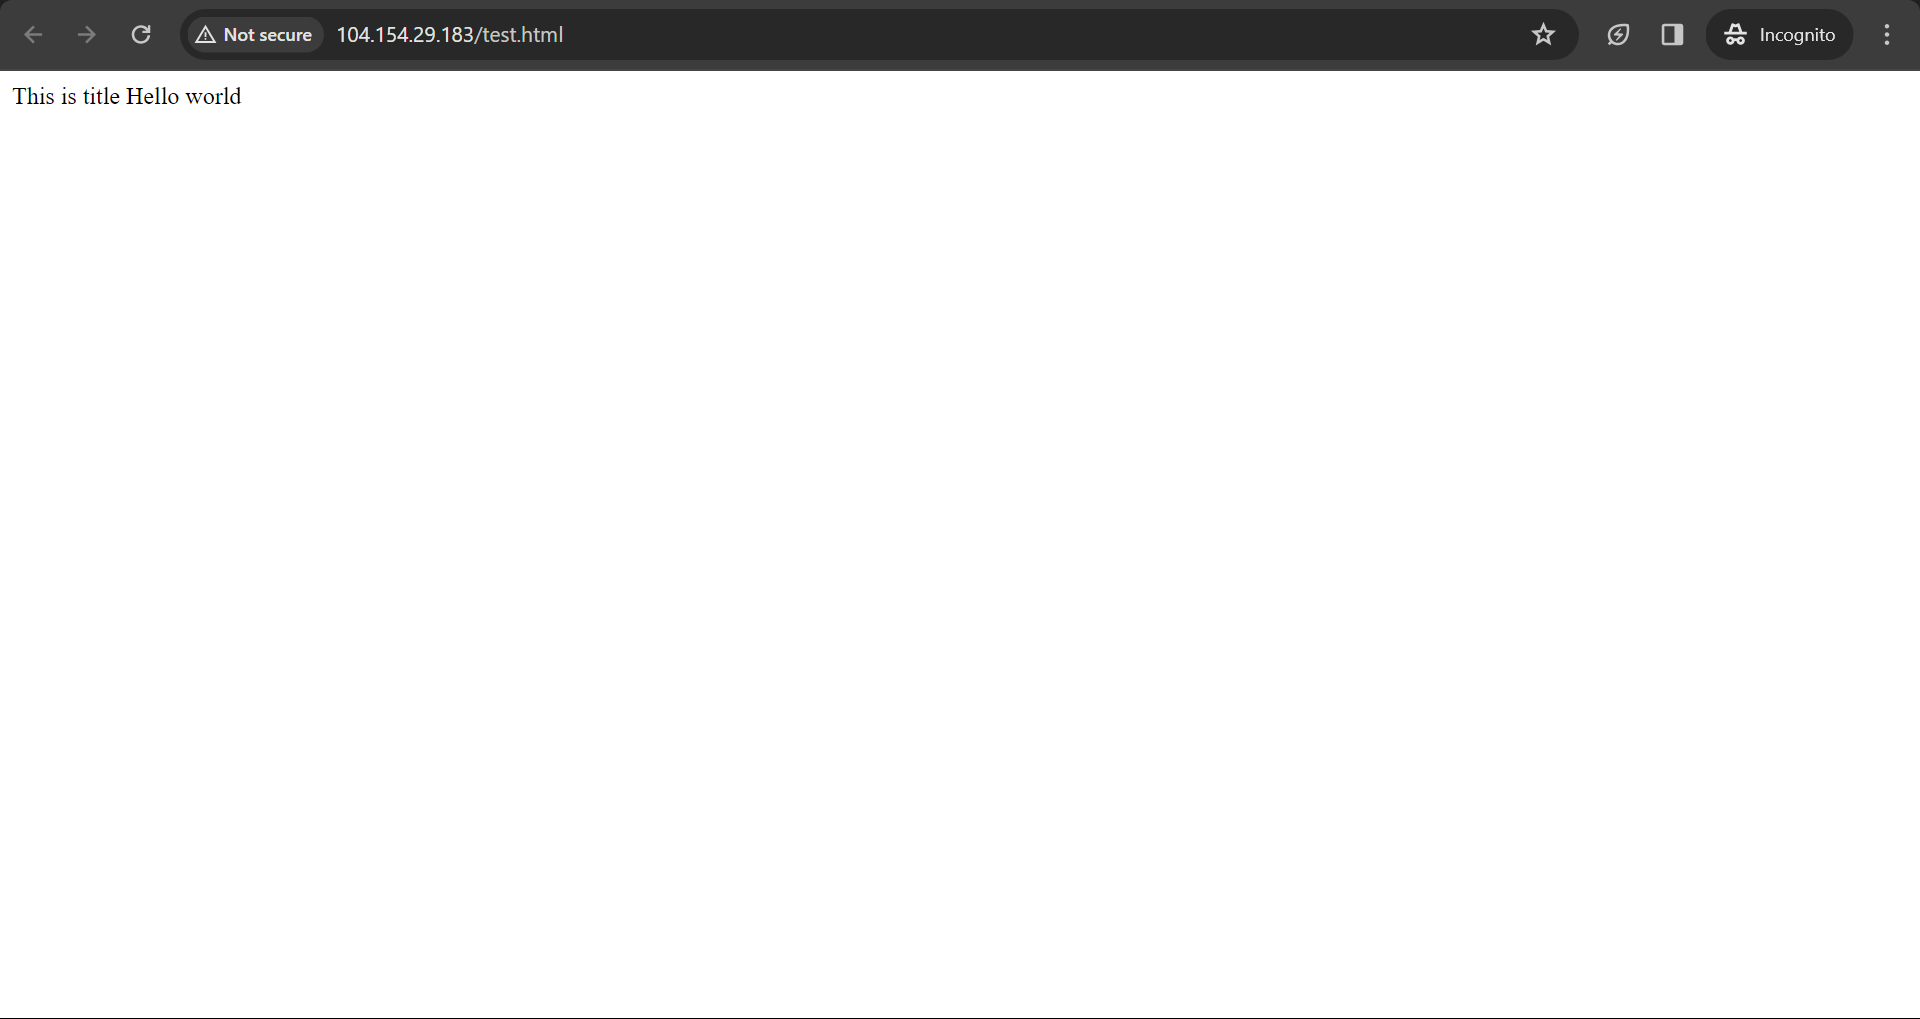 Not secure 104.154.29.183/test.html Incognito
This is title Hello world